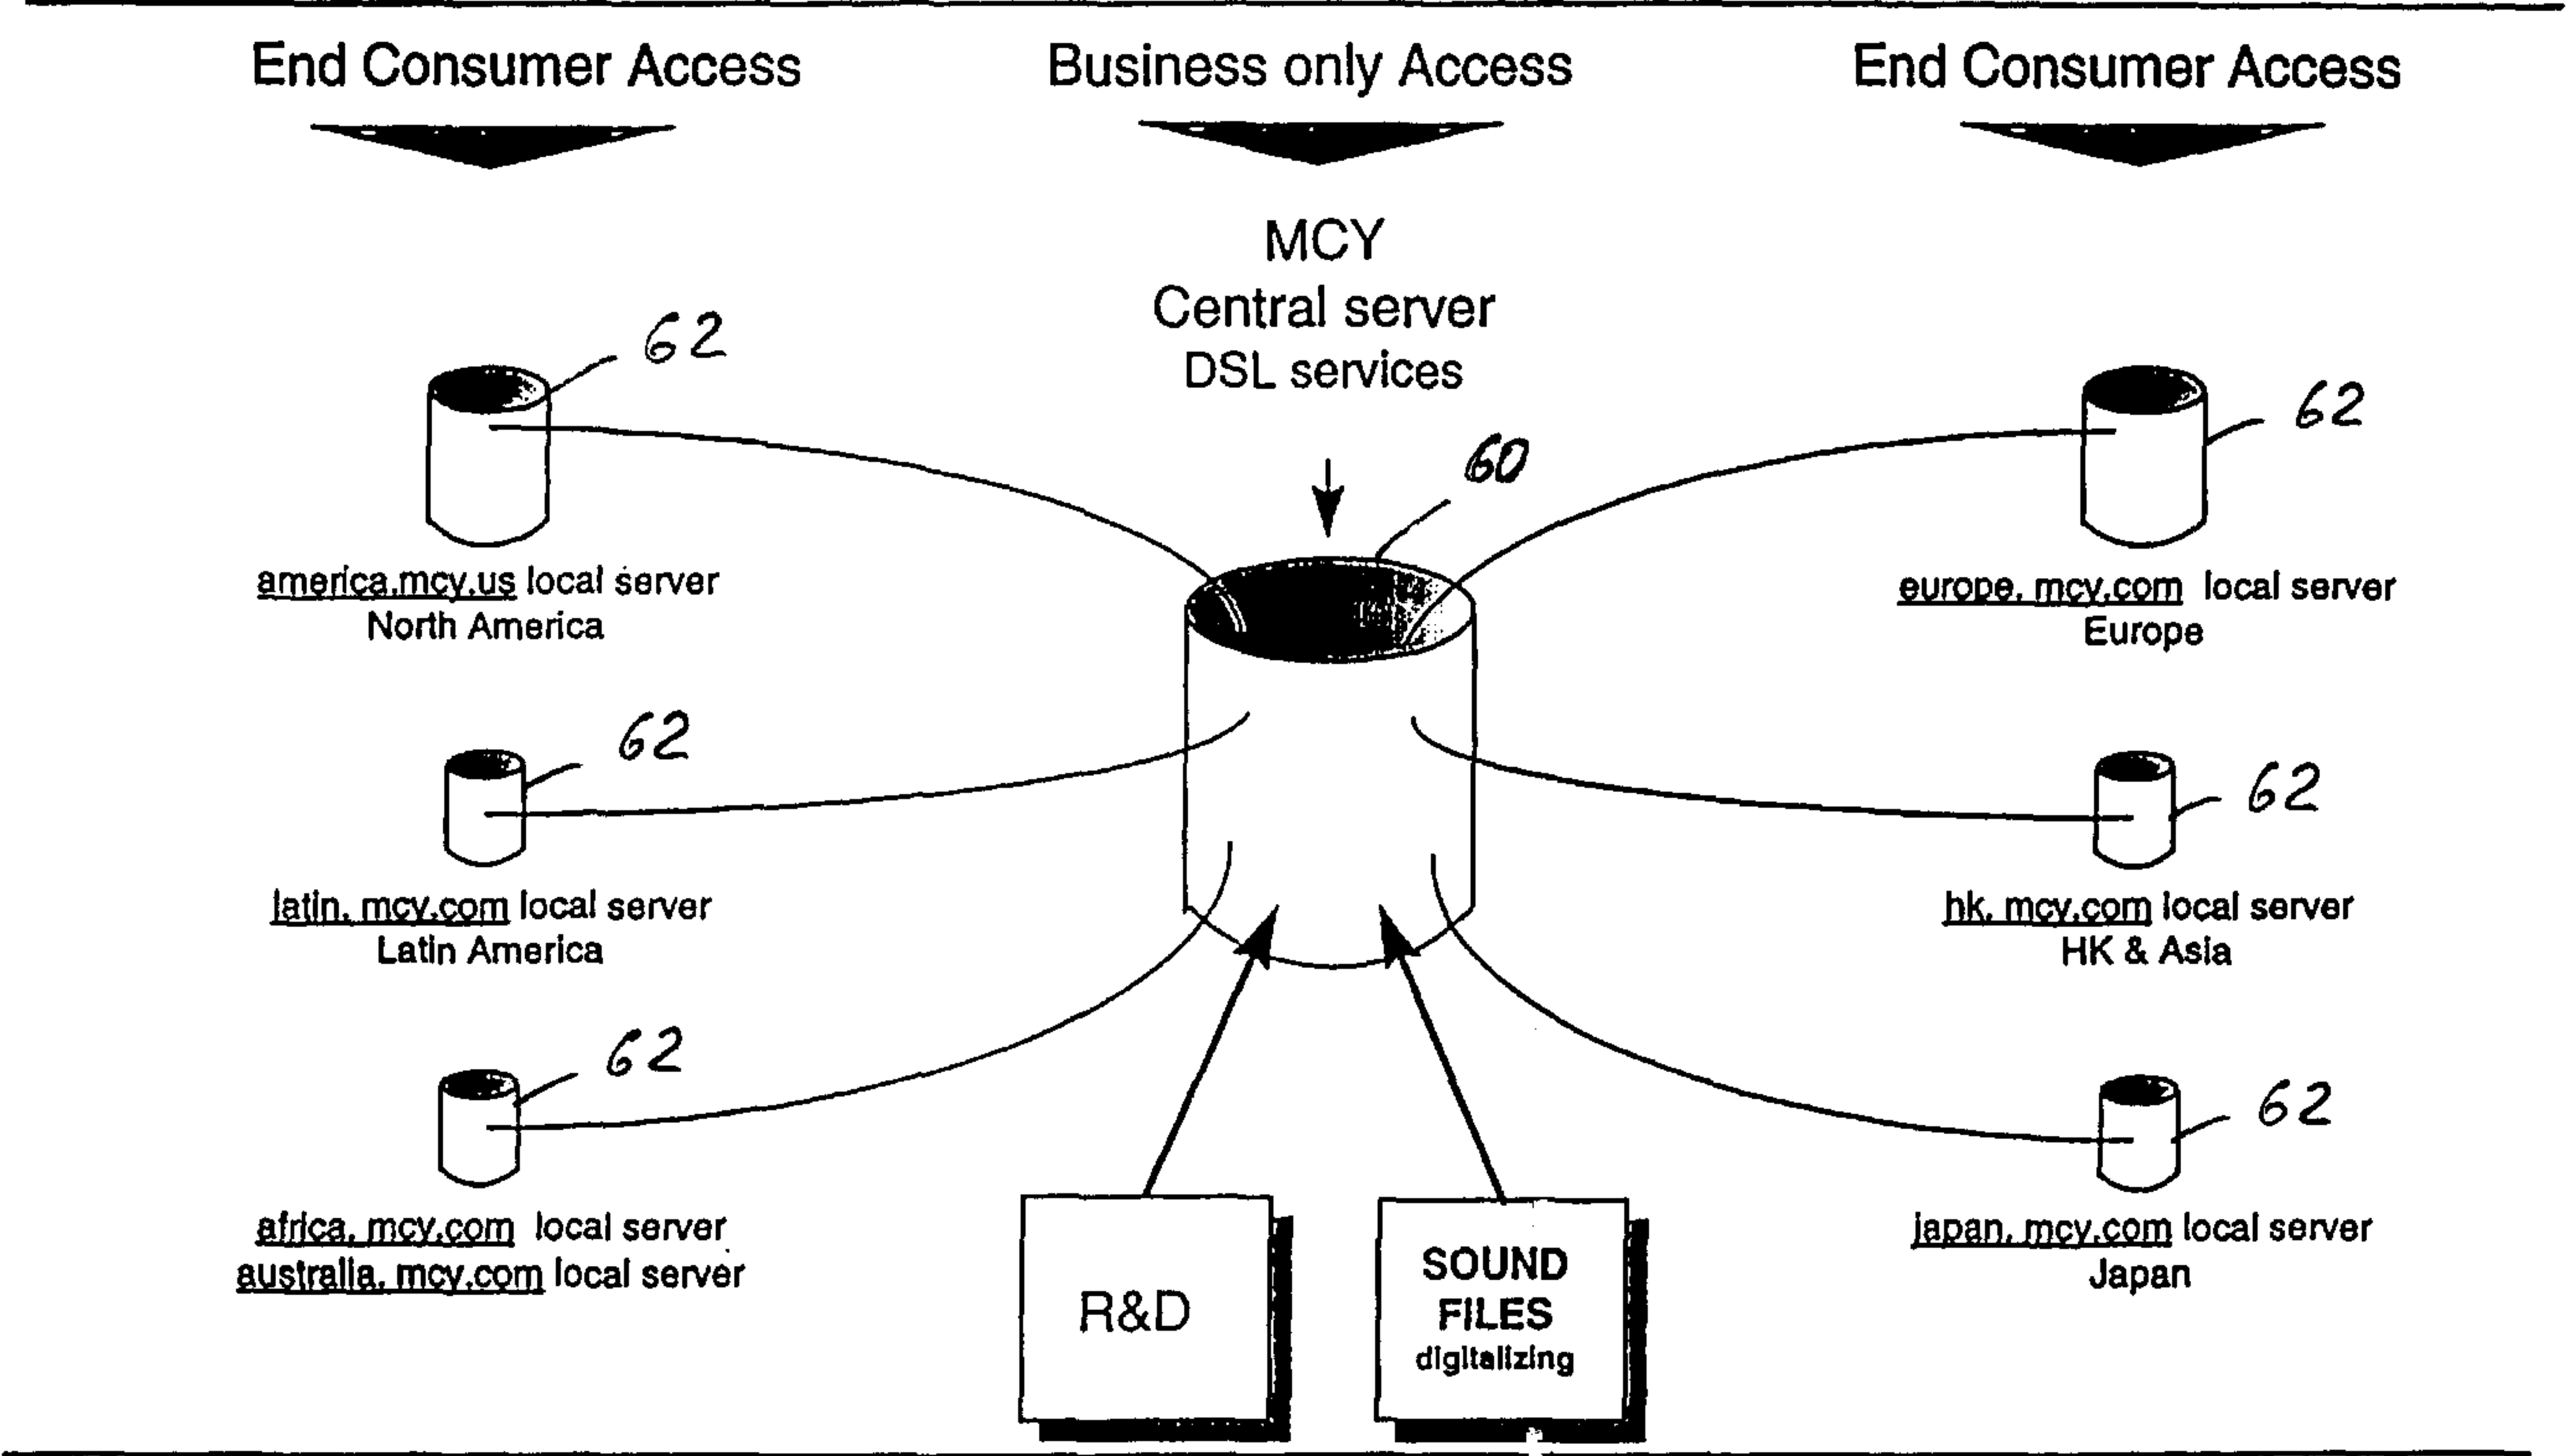 End Consumer Access
Business only Access
End Consumer Access
MCY
Central server
DSL services
62
62
60
america.mcy.us local server
North America
europe. mcy.com local server
Europe
62
62
latin. mcy.com local server
Latin America
hk. mcy.com local server
HK & Asia
62
62
africa. mcy.com local server
australia. mcy.com local server
japan. mcy.com local server
Japan
R&D
SOUND
FILES
digitalizing